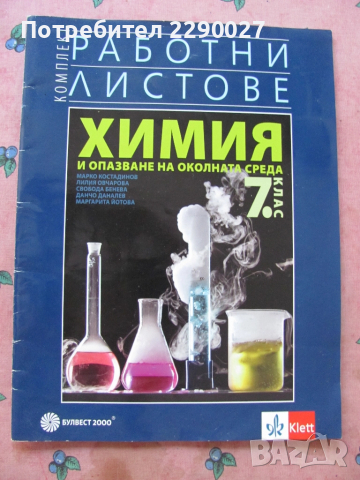 Потребител 2290027
КОМПЛЕКТ
РАБОТНИ
ЛИСТОВЕ
ХИМИЯ
И ОПАЗВАНЕ НА ОКОЛНАТА СРЕДА
МАРКО КОСТАДИНОВ
ЛИЛИЯ ОВЧАРОВА
СВОБОДА БЕНЕВА
ДАНЧО ДАНАЛЕВ
МАРГАРИТА ЙОТОВА
7. КЛАС
БУЛВЕСТ 2000®
Klett
bazar